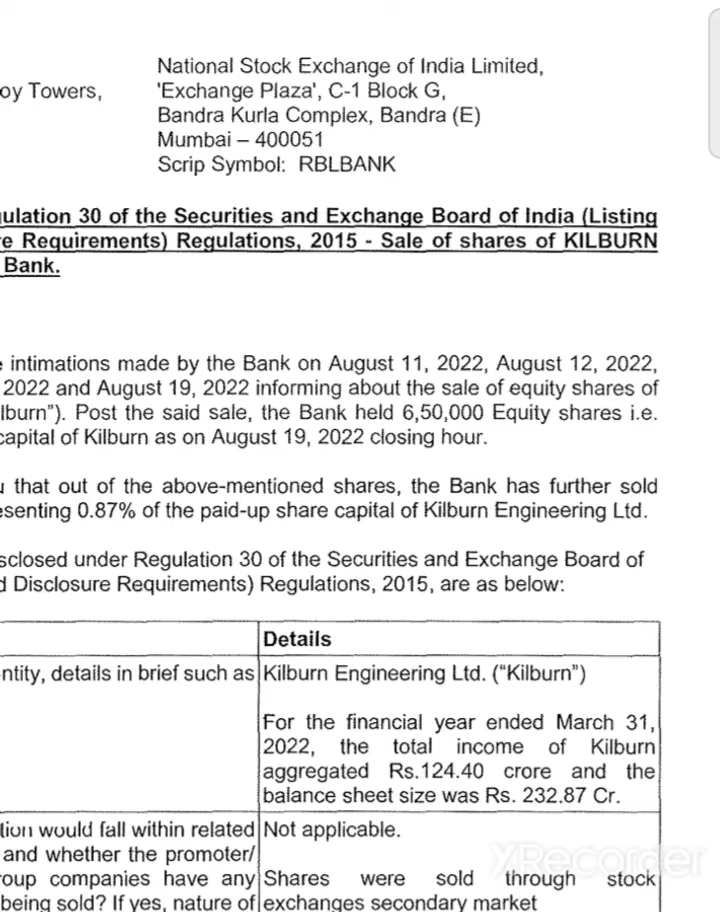 National Stock Exchange of India Limited,
oy Towers, 'Exchange Plaza', C-1 Block G,
Bandra Kurla Complex, Bandra (E)
Mumbai – 400051
Scrip Symbol: RBLBANK
gulation 30 of the Securities and Exchange Board of India (Listing
re Requirements) Regulations, 2015 - Sale of shares of KILBURN
Bank.
e intimations made by the Bank on August 11, 2022, August 12, 2022,
2022 and August 19, 2022 informing about the sale of equity shares of
lburn”). Post the said sale, the Bank held 6,50,000 Equity shares i.e.
capital of Kilburn as on August 19, 2022 closing hour.
u that out of the above-mentioned shares, the Bank has further sold
esenting 0.87% of the paid-up share capital of Kilburn Engineering Ltd.
sclosed under Regulation 30 of the Securities and Exchange Board of
d Disclosure Requirements) Regulations, 2015, are as below:
Details
ntity, details in brief such as Kilburn Engineering Ltd. (“Kilburn”)
For the financial year ended March 31,
2022, the total income of Kilburn
aggregated Rs.124.40 crore and the
balance sheet size was Rs. 232.87 Cr.
tion would fall within related Not applicable.
and whether the promoter/
roup companies have any Shares were sold through stock
being sold? If yes, nature of exchanges secondary market
XRecorder